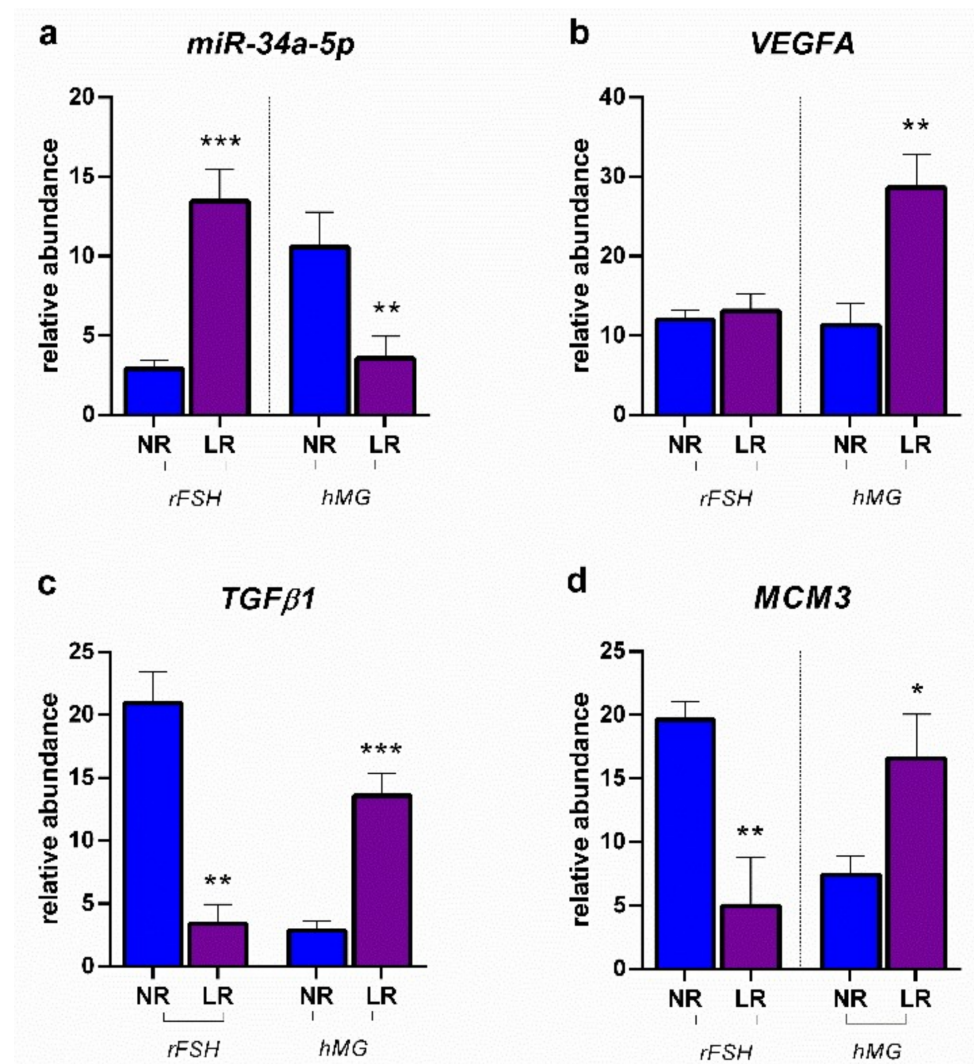 a
miR-34a-5p
relative abundance
20
15
10
5
0
***
**
NR LR NR LR
rFSH hMG
b
VEGFA
relative abundance
40
30
20
10
0
**
NR LR NR LR
rFSH hMG
c
TGFβ1
relative abundance
25
20
15
10
5
0
**
***
NR LR NR LR
rFSH hMG
d
MCM3
relative abundance
25
20
15
10
5
0
**
*
NR LR NR LR
rFSH hMG